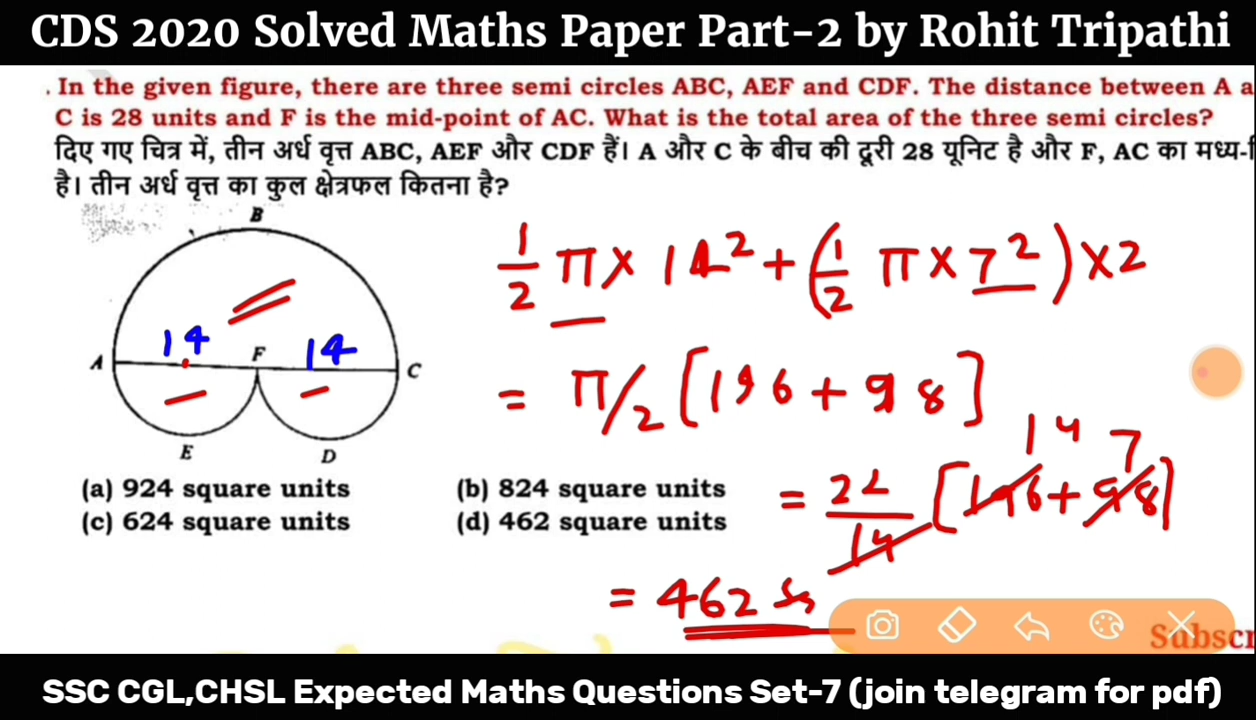 CDS 2020 Solved Maths Paper Part-2 by Rohit Tripathi
. In the given figure, there are three semi circles ABC, AEF and CDF. The distance between A a
C is 28 units and F is the mid-point of AC. What is the total area of the three semi circles?
दिए गए चित्र में, तीन अर्ध वृत्त ABC, AEF और CDF हैं। A और C के बीच की दूरी 28 यूनिट है और F, AC का मध्य-
है। तीन अर्ध वृत्त का कुल क्षेत्रफल कितना है?
B
14
14
A
F
C
E
D
1/2 π × 14² + (1/2 π × 7²) × 2
= π/2 [196 + 98]
14 7
= 22/14 [196 + 98]
= 462
(a) 924 square units
(b) 824 square units
(c) 624 square units
(d) 462 square units
Subscr
SSC CGL,CHSL Expected Maths Questions Set-7 (join telegram for pdf)